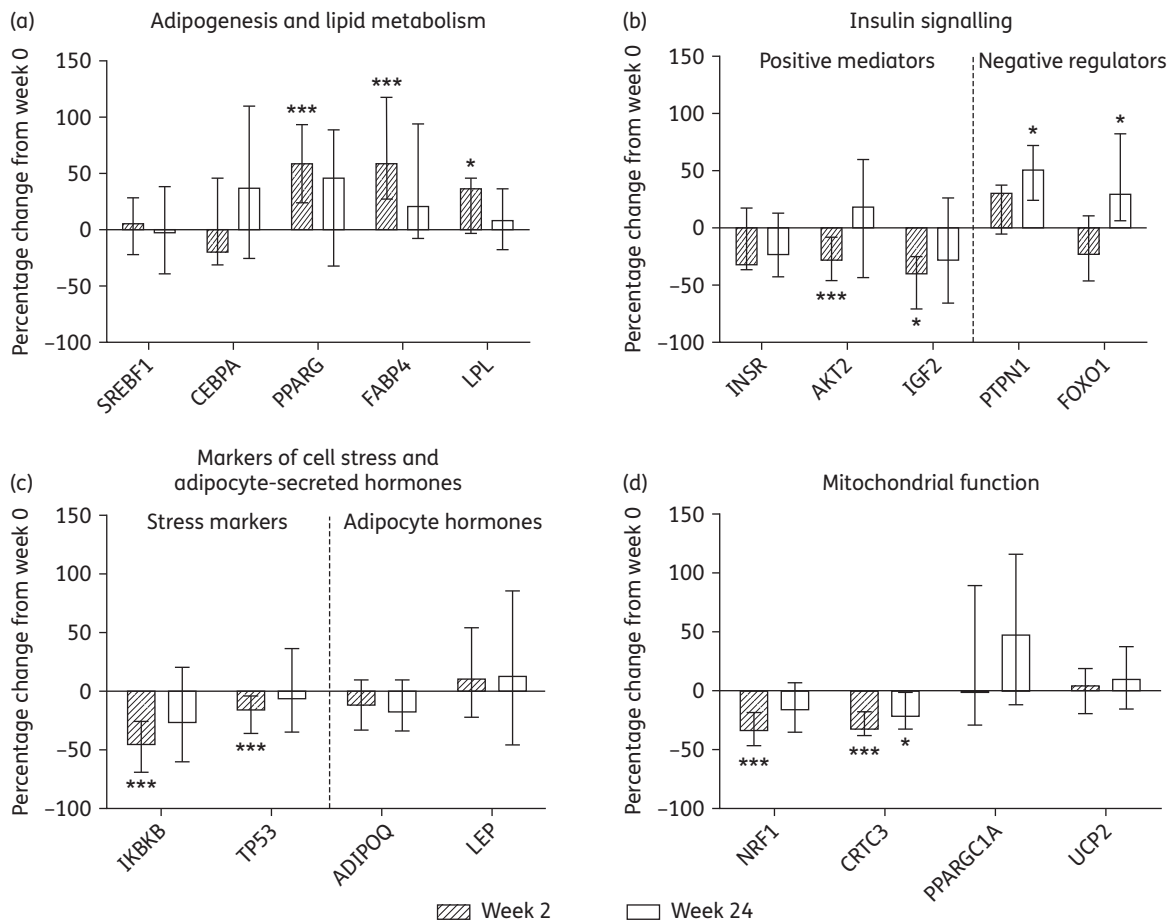 (a) Adipogenesis and lipid metabolism
Percentage change from week 0
150
100
50
0
–50
–100
***
***
*
SREBF1
CEBPA
PPARG
FABP4
LPL
(b) Insulin signalling
Positive mediators
Negative regulators
Percentage change from week 0
150
100
50
0
–50
–100
***
*
*
*
INSR
AKT2
IGF2
PTPN1
FOXO1
(c) Markers of cell stress and
adipocyte-secreted hormones
Stress markers
Adipocyte hormones
Percentage change from week 0
150
100
50
0
–50
–100
***
***
IKBKB
TP53
ADIPOQ
LEP
(d) Mitochondrial function
Percentage change from week 0
150
100
50
0
–50
–100
***
***
*
NRF1
CRTC3
PPARGC1A
UCP2
Week 2
Week 24